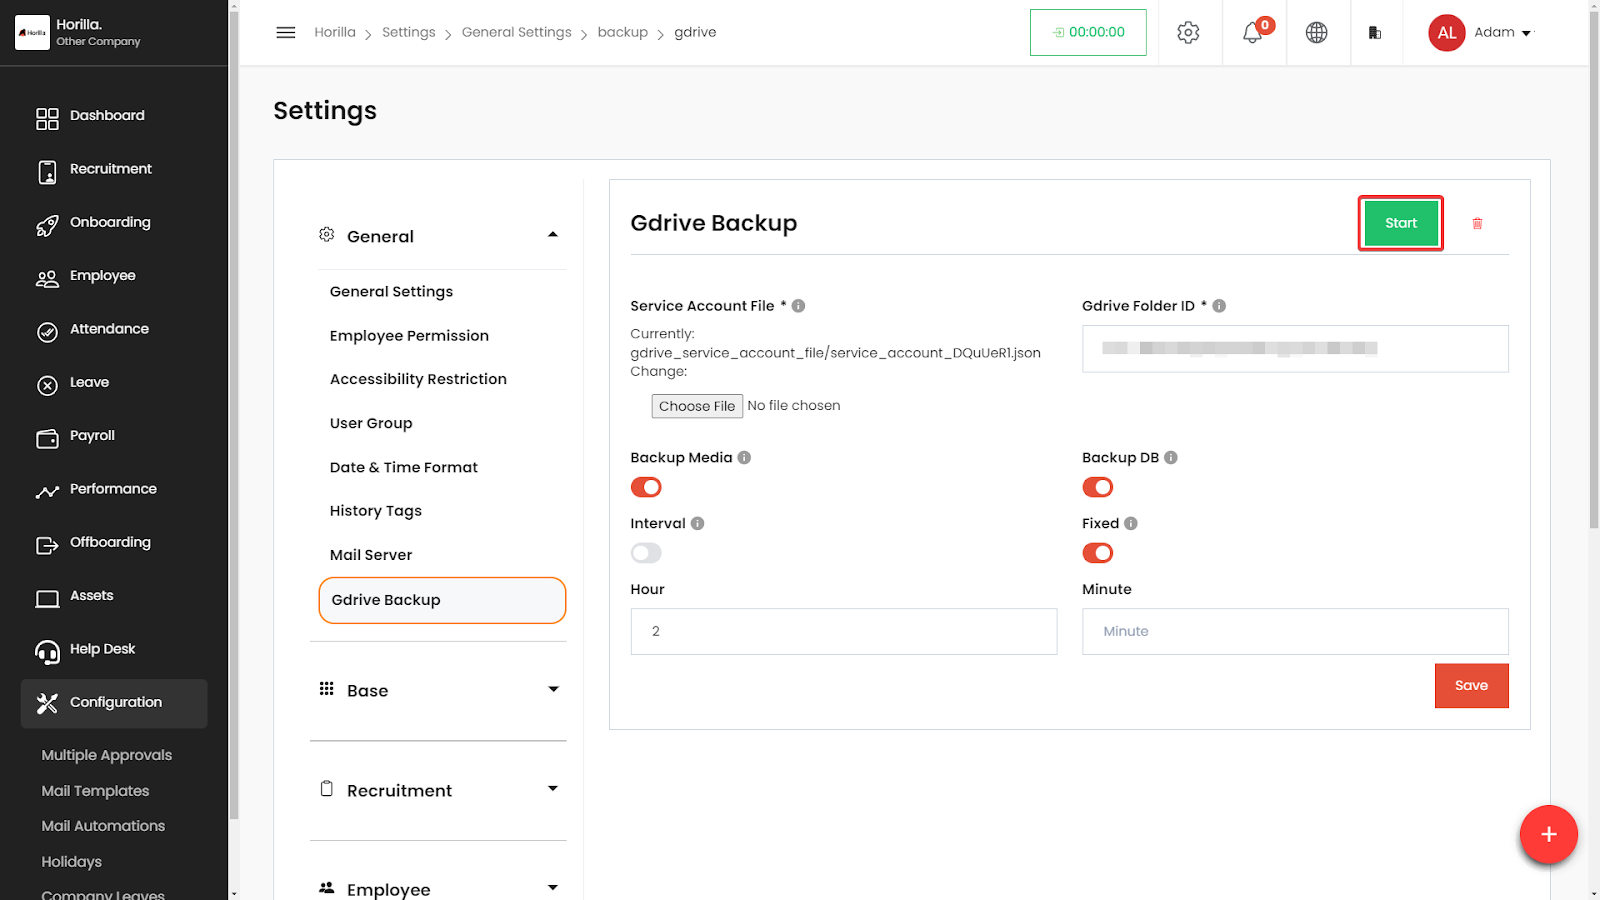 Horilla
Horilla.
Other Company
Dashboard
Recruitment
Onboarding
Employee
Attendance
Leave
Payroll
Performance
Offboarding
Assets
Help Desk
Configuration
Multiple Approvals
Mail Templates
Mail Automations
Holidays
Company Leaves
Horilla > Settings > General Settings > backup > gdrive
00:00:00
0
AL
Adam
Settings
General
General Settings
Employee Permission
Accessibility Restriction
User Group
Date & Time Format
History Tags
Mail Server
Gdrive Backup
Base
Recruitment
Employee
Gdrive Backup
Start
Service Account File *
Currently:
gdrive_service_account_file/service_account_DQuUeR1.json
Change:
Choose File No file chosen
Gdrive Folder ID *
Backup Media
Backup DB
Interval
Fixed
Hour
2
Minute
Minute
Save
+